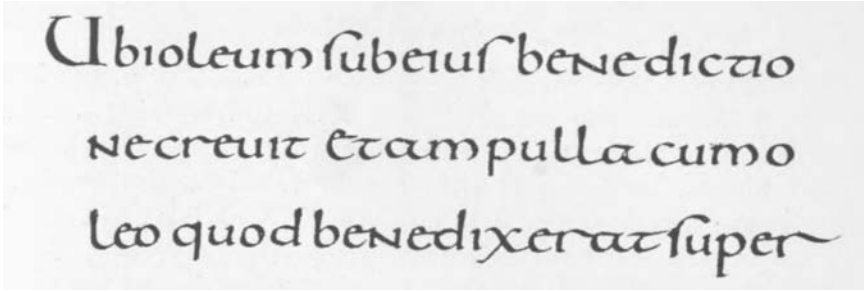 Ubioleum ſubeiuſ benedictio
necreuit etampulla cumo
leo quod benedixerat ſuper